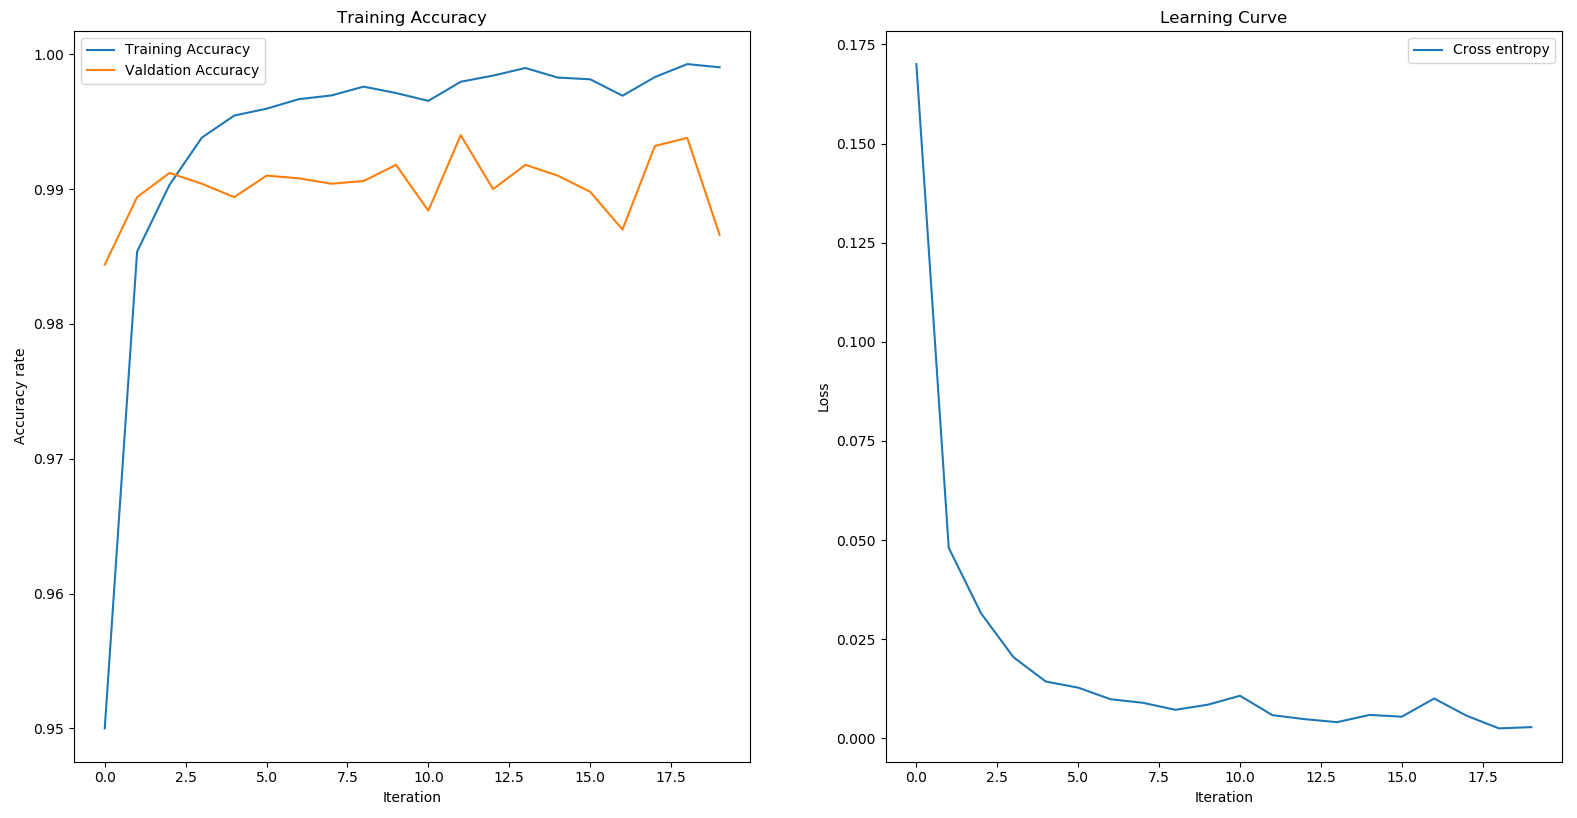 Training Accuracy
Training Accuracy
Valdation Accuracy
1.00
0.99
0.98
0.97
0.96
0.95
Accuracy rate
0.0 2.5 5.0 7.5 10.0 12.5 15.0 17.5
Iteration
Learning Curve
Cross entropy
0.175
0.150
0.125
0.100
0.075
0.050
0.025
0.000
Loss
0.0 2.5 5.0 7.5 10.0 12.5 15.0 17.5
Iteration